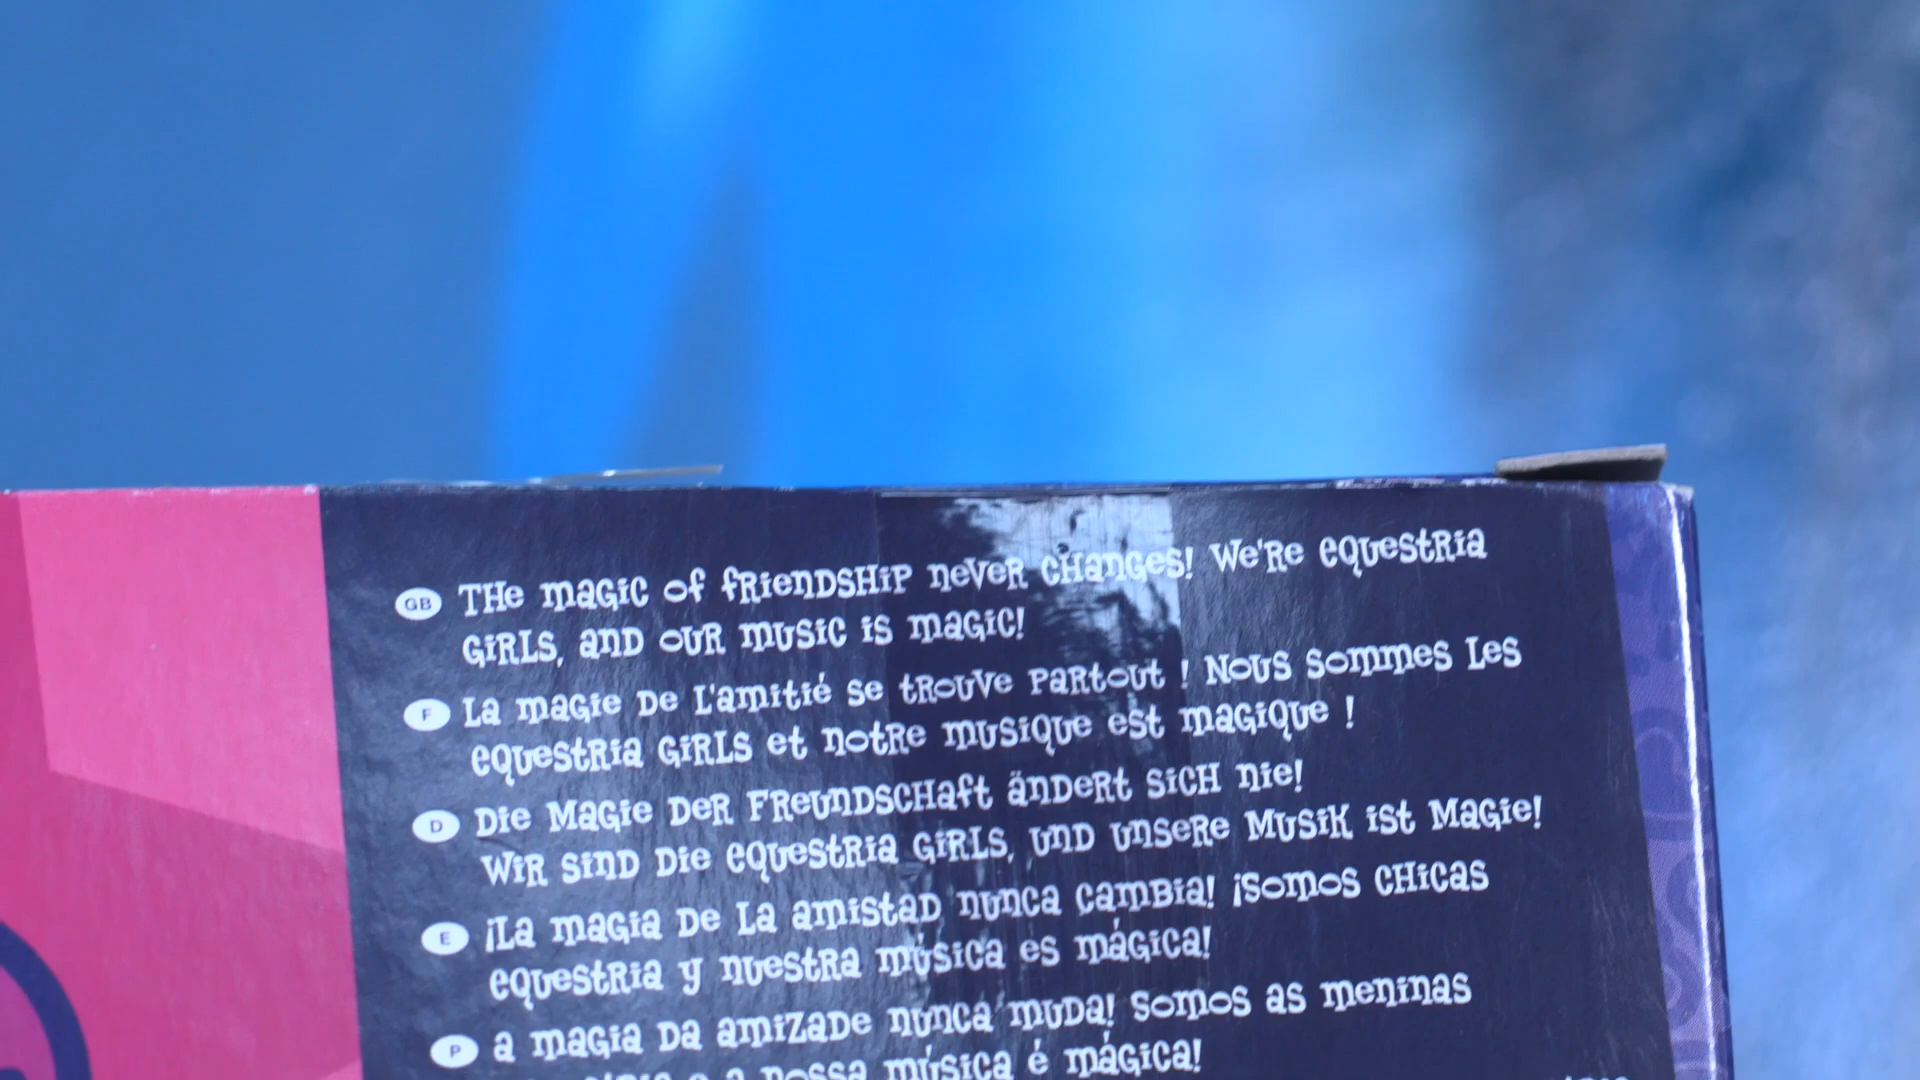 GB The magic of friendship never changes! We're Equestria
Girls, and our music is magic!
F La magie de l'amitié se trouve partout ! Nous sommes les
Equestria Girls et notre musique est magique !
D Die Magie der Freundschaft ändert sich nie!
Wir sind die Equestria Girls, und unsere Musik ist Magie!
E ¡La magia de la amistad nunca cambia! ¡Somos chicas
Equestria y nuestra música es mágica!
P A magia da amizade nunca muda! Somos as meninas
a nossa música é mágica!